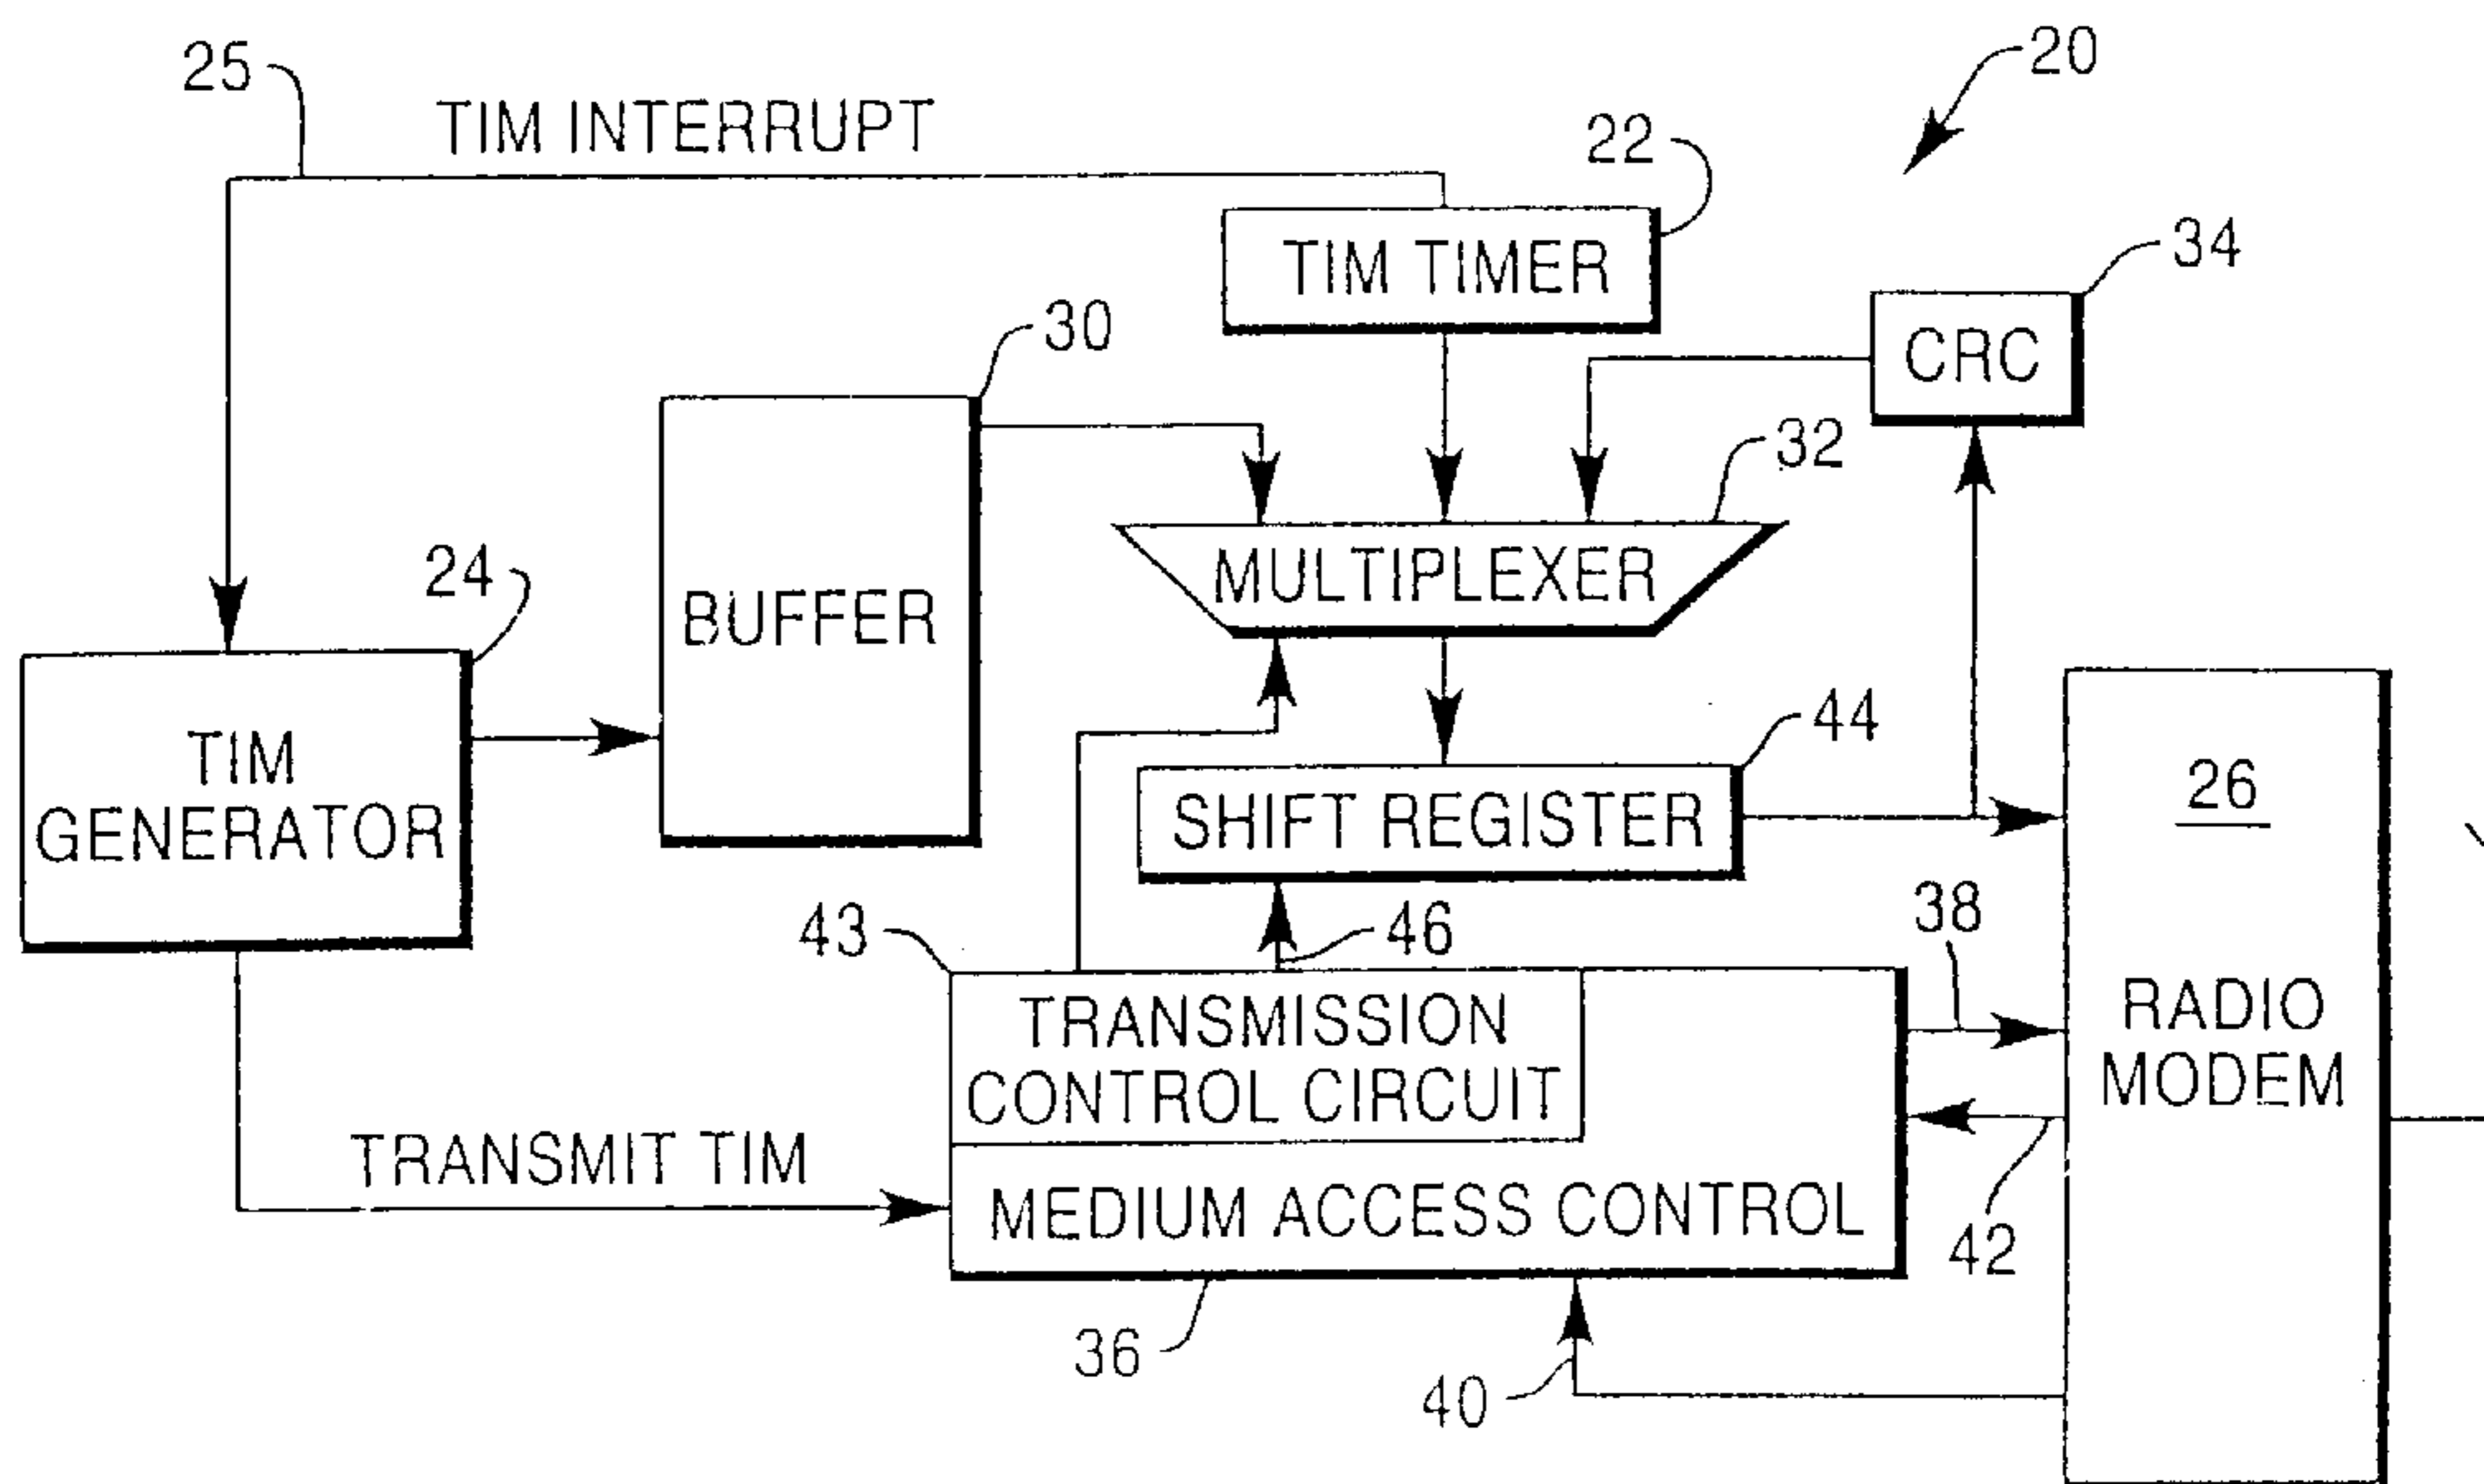 25
20
TIM INTERRUPT
22
TIM TIMER
34
30
CRC
32
24
MULTIPLEXER
BUFFER
44
TIM
GENERATOR
26
SHIFT REGISTER
38
43
46
TRANSMISSION
CONTROL CIRCUIT
RADIO
MODEM
TRANSMIT TIM
MEDIUM ACCESS CONTROL
42
36
40